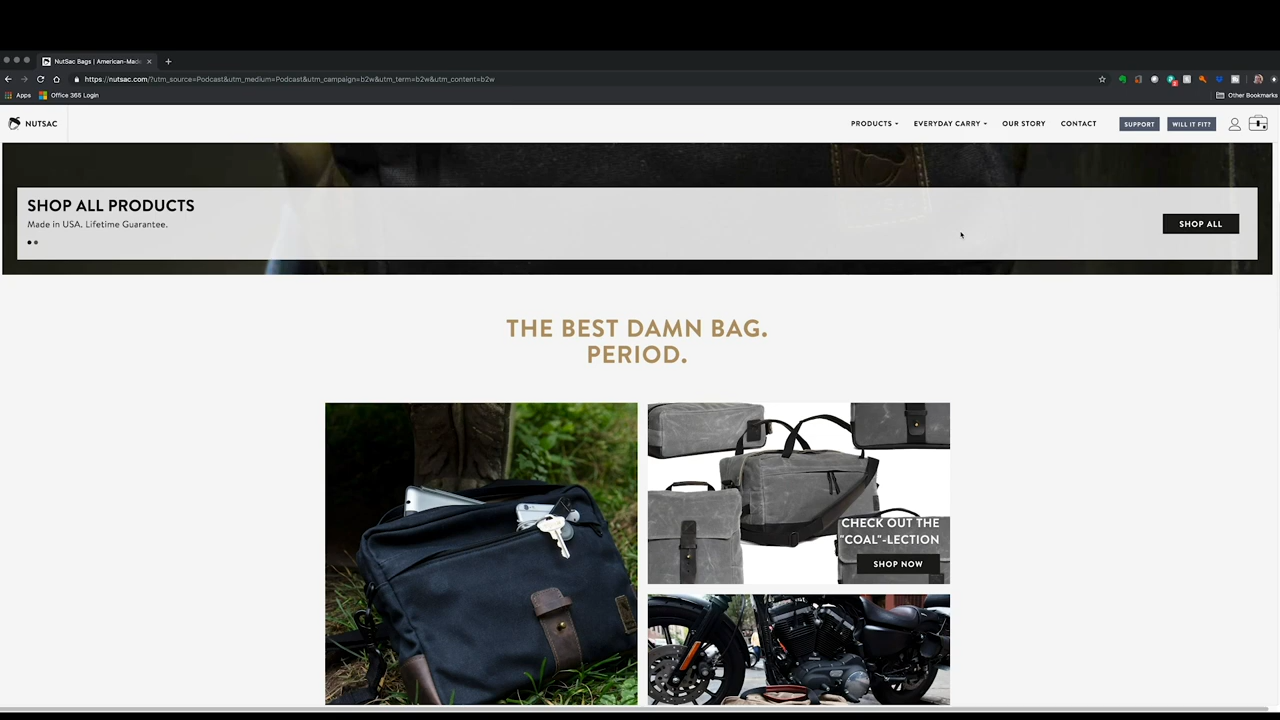 NutSac Bags | American-Made
https://nutsac.com/?utm_source=Podcast&utm_medium=Podcast&utm_campaign=b2w&utm_term=b2w&utm_content=b2w
Apps
Office 365 Login
Other Bookmarks
NUTSAC
PRODUCTS
EVERYDAY CARRY
OUR STORY
CONTACT
SUPPORT
WILL IT FIT?
SHOP ALL PRODUCTS
Made in USA. Lifetime Guarantee.
SHOP ALL
THE BEST DAMN BAG.
PERIOD.
CHECK OUT THE
"COAL"-LECTION
SHOP NOW